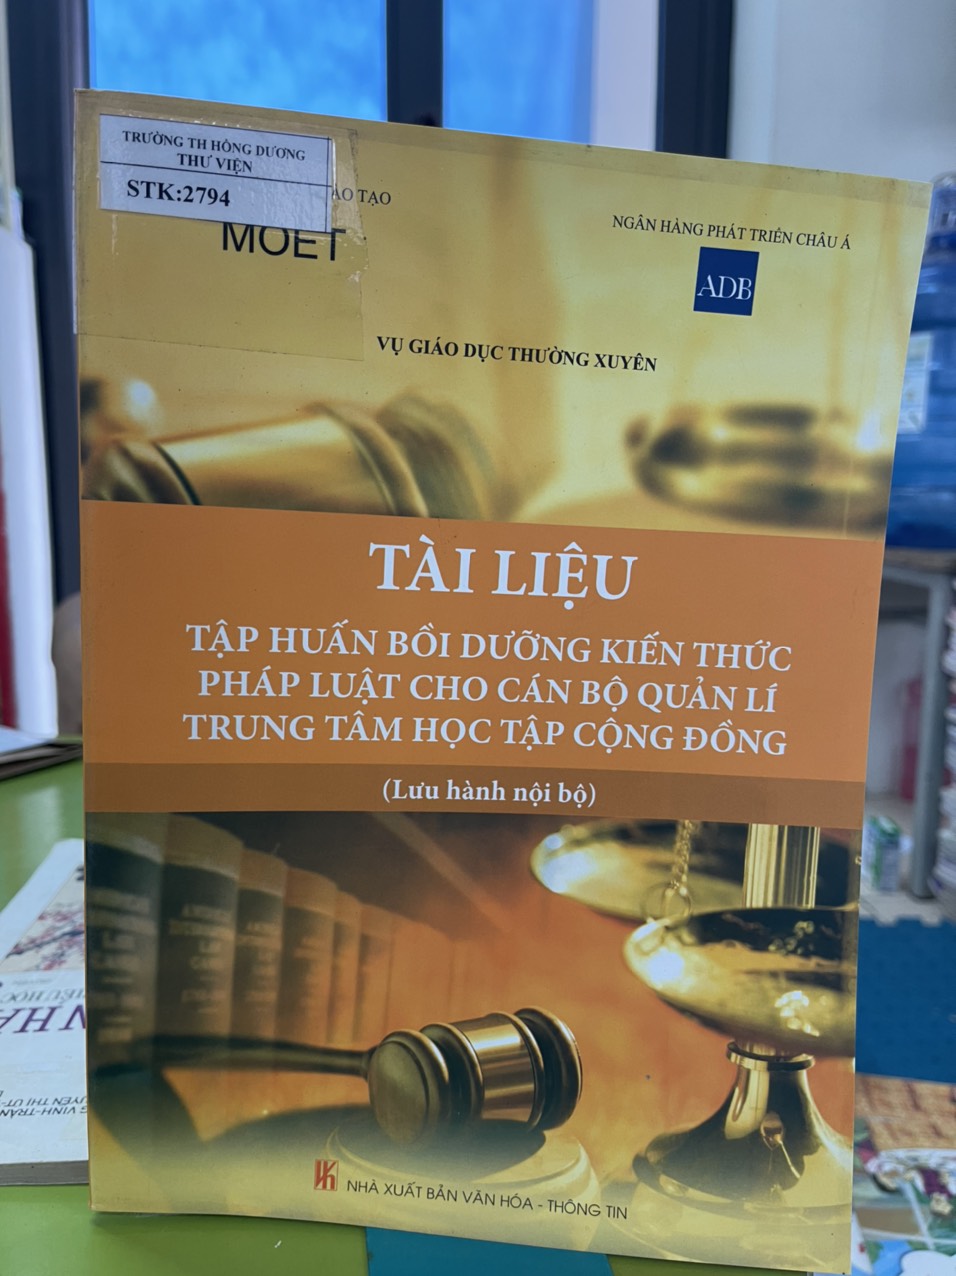 TRƯỜNG TH HỒNG DƯƠNG
THƯ VIỆN
STK:2794
ÀO TẠO
MOET
NGÂN HÀNG PHÁT TRIỂN CHÂU Á
ADB
VỤ GIÁO DỤC THƯỜNG XUYÊN
TÀI LIỆU
TẬP HUẤN BỒI DƯỠNG KIẾN THỨC
PHÁP LUẬT CHO CÁN BỘ QUẢN LÍ
TRUNG TÂM HỌC TẬP CỘNG ĐỒNG
(Lưu hành nội bộ)
NHÀ XUẤT BẢN VĂN HÓA - THÔNG TIN